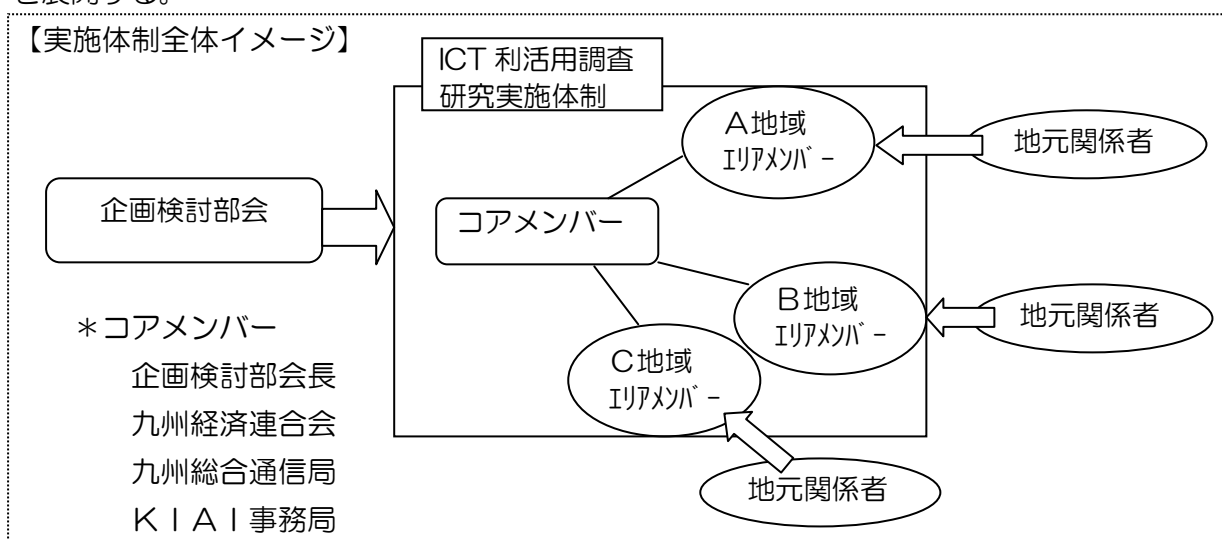 を展開する。
【実施体制全体イメージ】
ICT 利活用調査
研究実施体制
A地域
ｴﾘｱﾒﾝﾊﾞｰ
地元関係者
企画検討部会
コアメンバー
B地域
ｴﾘｱﾒﾝﾊﾞｰ
地元関係者
C地域
ｴﾘｱﾒﾝﾊﾞｰ
地元関係者
＊コアメンバー
企画検討部会長
九州経済連合会
九州総合通信局
ＫＩＡＩ事務局